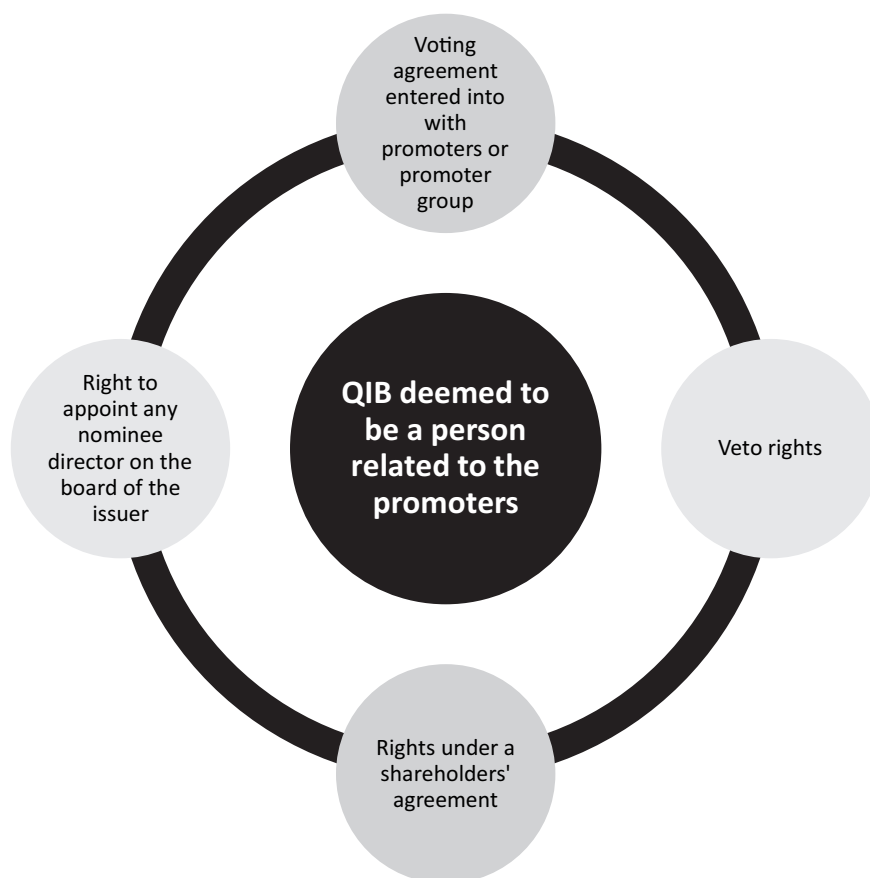 Voting
agreement
entered into
with
promoters or
promoter
group
Right to
appoint any
nominee
director on the
board of the
issuer
QIB deemed to
be a person
related to the
promoters
Veto rights
Rights under a
shareholders'
agreement